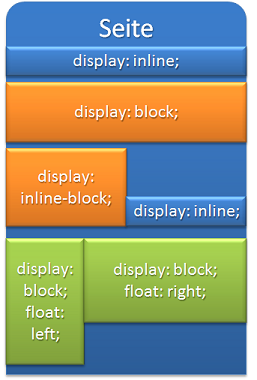 Seite
display: inline;
display: block;
display:
inline-block;
display: inline;
display:
block;
float:
left;
display: block;
float: right;